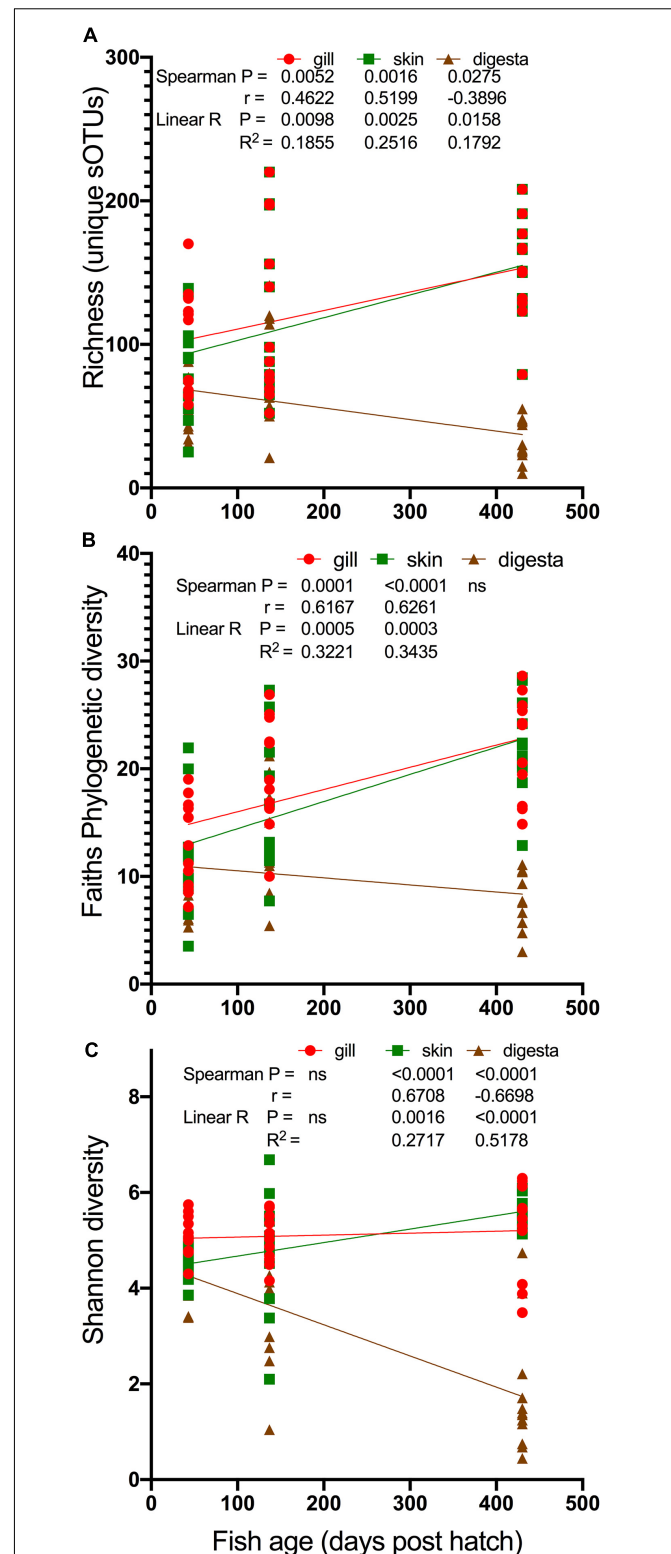 A
300
gill skin digesta
Spearman P = 0.0052 0.0016 0.0275
r = 0.4622 0.5199 -0.3896
Linear R P = 0.0098 0.0025 0.0158
R2 = 0.1855 0.2516 0.1792
200
100
0
Richness (unique sOTUs)
0 100 200 300 400 500
B
40
gill skin digesta
Spearman P = 0.0001 <0.0001 ns
r = 0.6167 0.6261
Linear R P = 0.0005 0.0003
R2 = 0.3221 0.3435
30
20
10
0
Faiths Phylogenetic diversity
0 100 200 300 400 500
C
gill skin digesta
Spearman P = ns <0.0001 <0.0001
r = 0.6708 -0.6698
Linear R P = ns 0.0016 <0.0001
R2 = 0.2717 0.5178
8
6
4
2
0
Shannon diversity
0 100 200 300 400 500
Fish age (days post hatch)